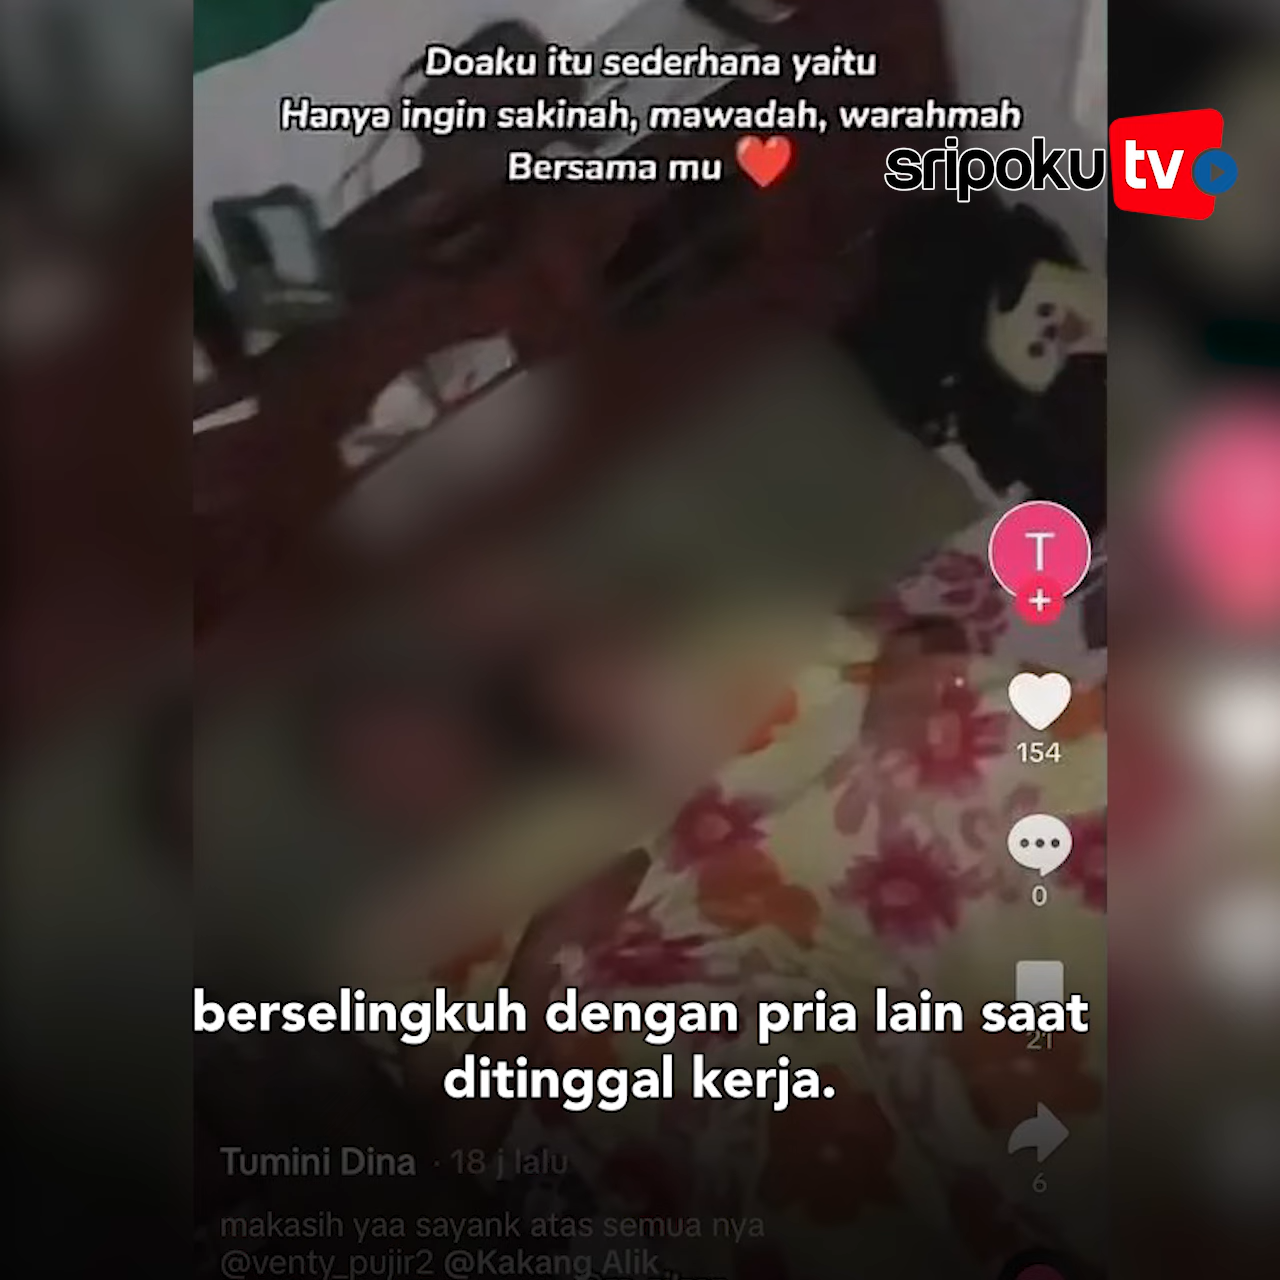 Doaku itu sederhana yaitu
Hanya ingin sakinah, mawadah, warahmah
Bersama mu ❤️
sripoku tv
T
154
0
berselingkuh dengan pria lain saat
21
ditinggal kerja.
Tumini Dina · 18 j lalu
6
makasih yaa sayank atas semua nya
@venty_pujir2 @Kakang Alik